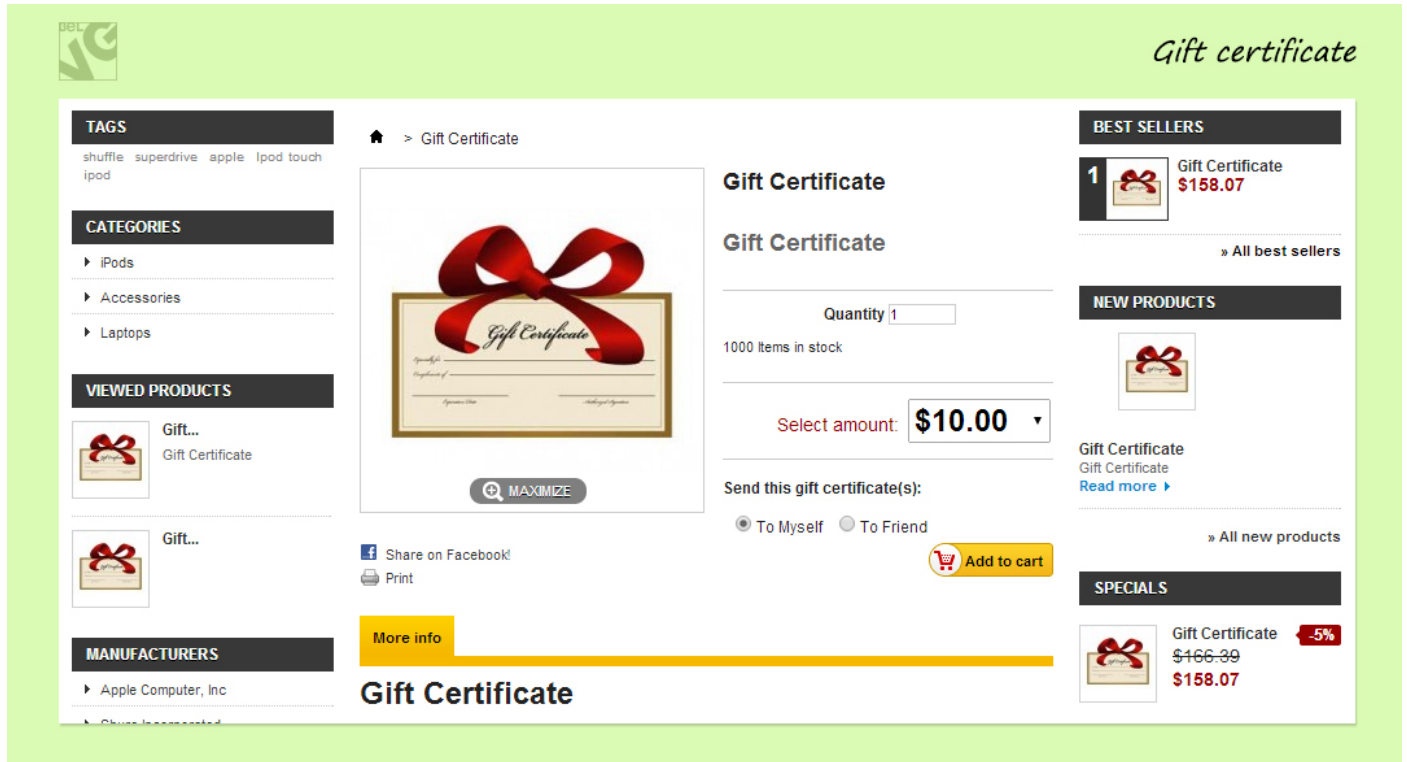 DEL
VG
Gift certificate
TAGS
shuffle superdrive apple Ipod touch
ipod
CATEGORIES
iPods
Accessories
Laptops
VIEWED PRODUCTS
Gift...
Gift Certificate
Gift...
MANUFACTURERS
Apple Computer, Inc
> Gift Certificate
Gift Certificate
MAXIMIZE
Share on Facebook!
Print
Gift Certificate
Gift Certificate
Quantity 1
1000 Items in stock
Select amount: $10.00
Send this gift certificate(s):
To Myself To Friend
Add to cart
More info
Gift Certificate
BEST SELLERS
1 Gift Certificate
$158.07
» All best sellers
NEW PRODUCTS
Gift Certificate
Gift Certificate
Read more
» All new products
SPECIALS
Gift Certificate -5%
$166.39
$158.07